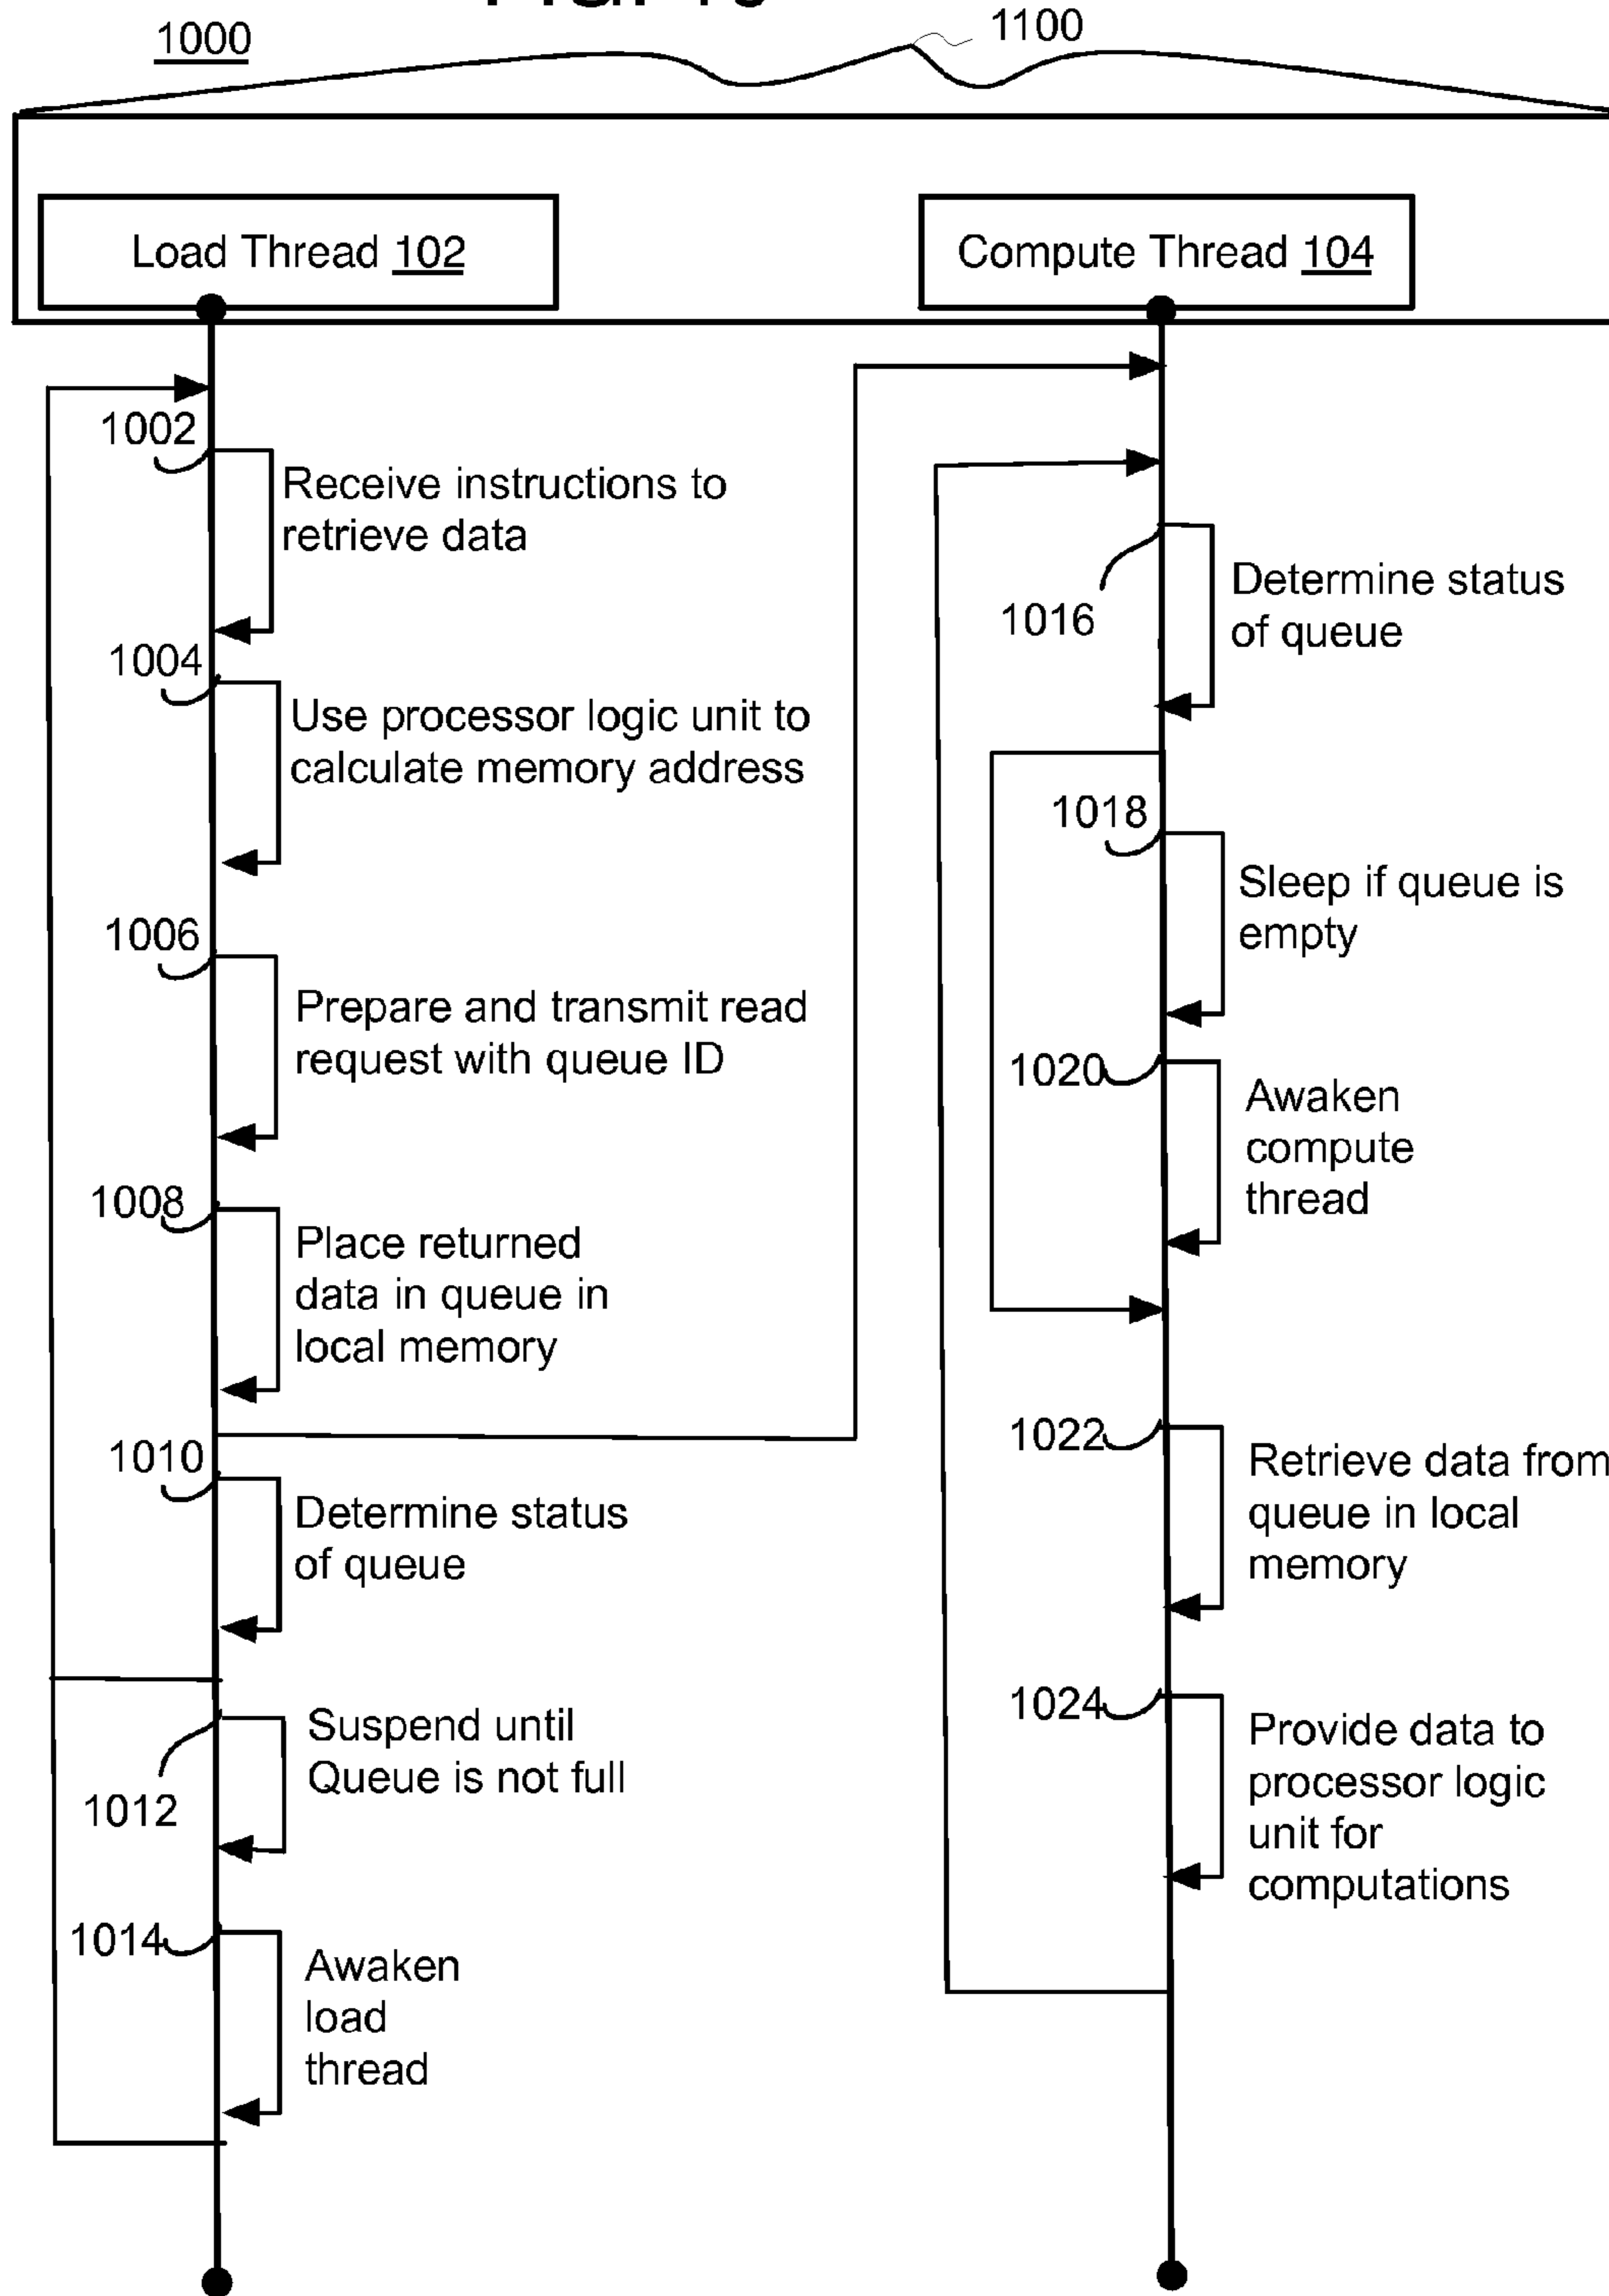 1000
1100
Load Thread 102
Compute Thread 104
1002
Receive instructions to
retrieve data
1004
Use processor logic unit to
calculate memory address
1006
Prepare and transmit read
request with queue ID
1008
Place returned
data in queue in
local memory
1010
Determine status
of queue
1012
Suspend until
Queue is not full
1014
Awaken
load
thread
1016
Determine status
of queue
1018
Sleep if queue is
empty
1020
Awaken
compute
thread
1022
Retrieve data from
queue in local
memory
1024
Provide data to
processor logic
unit for
computations